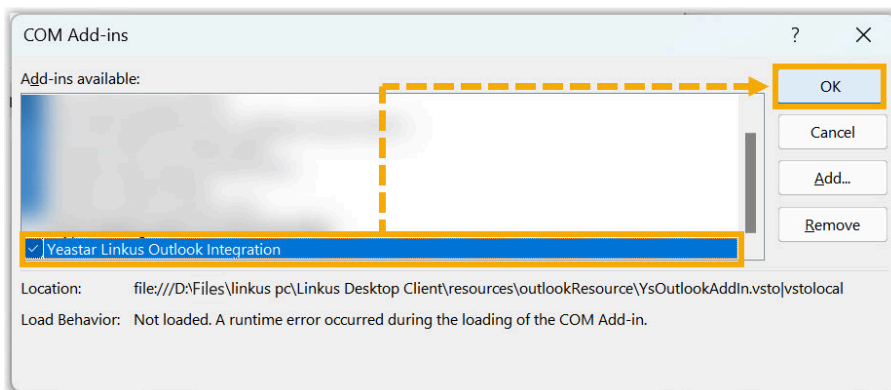 COM Add-ins
?
Add-ins available:
OK
Cancel
Add...
Remove
Yeastar Linkus Outlook Integration
Location: file:///D:\Files\linkus pc\Linkus Desktop Client\resources\outlookResource\YsOutlookAddIn.vsto|vstolocal
Load Behavior: Not loaded. A runtime error occurred during the loading of the COM Add-in.